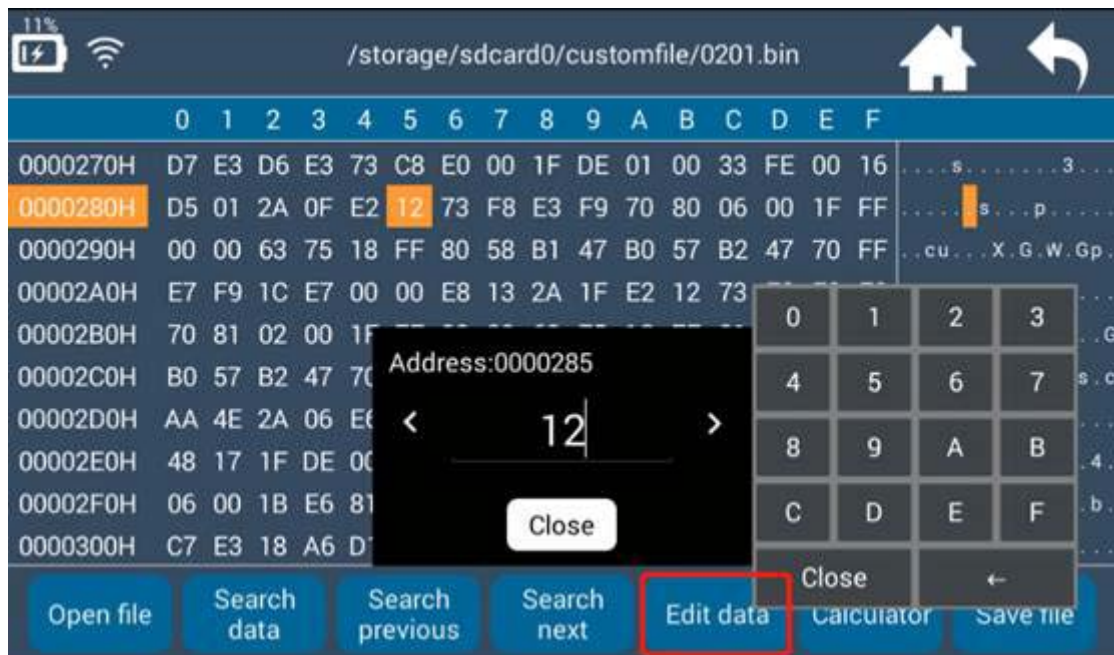 11%
/storage/sdcard0/customfile/0201.bin
0 1 2 3 4 5 6 7 8 9 A B C D E F
0000270H D7 E3 D6 E3 73 C8 E0 00 1F DE 01 00 33 FE 00 16 ....s.......3...
0000280H D5 01 2A 0F E2 12 73 F8 E3 F9 70 80 06 00 1F FF ......s...p.....
0000290H 00 00 63 75 18 FF 80 58 B1 47 B0 57 B2 47 70 FF ..cu...X.G.W.Gp.
00002A0H E7 F9 1C E7 00 00 E8 13 2A 1F E2 12 73
00002B0H 70 81 02 00
00002C0H B0 57 B2 47
00002D0H AA 4E 2A 06
00002E0H 48 17 1F DE
00002F0H 06 00 1B E6 81
0000300H C7 E3 18 A6
Address:0000285
< 12 >
Close
0 1 2 3
4 5 6 7
8 9 A B
C D E F
Close ←
Open file
Search data
Search previous
Search next
Edit data
Calculator
Save file